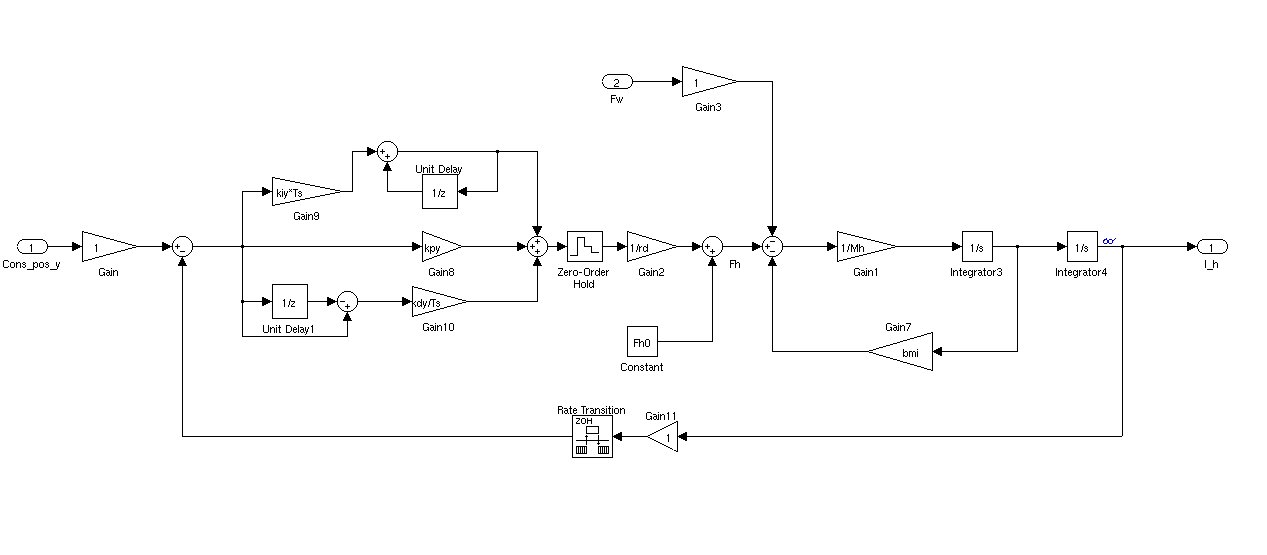 2
Fw
1
Gain3
Unit Delay
1/z
kiy*Ts
Gain9
1
Cons_pos_y
1
Gain
kpy
Gain8
Zero-Order
Hold
1/rd
Gain2
Fh
1/Mh
Gain1
1/s
Integrator3
1/s
Integrator4
1
l_h
1/z
Unit Delay1
kdy/Ts
Gain10
Fh0
Constant
Gain7
bmi
Rate Transition
ZOH
Gain11
1